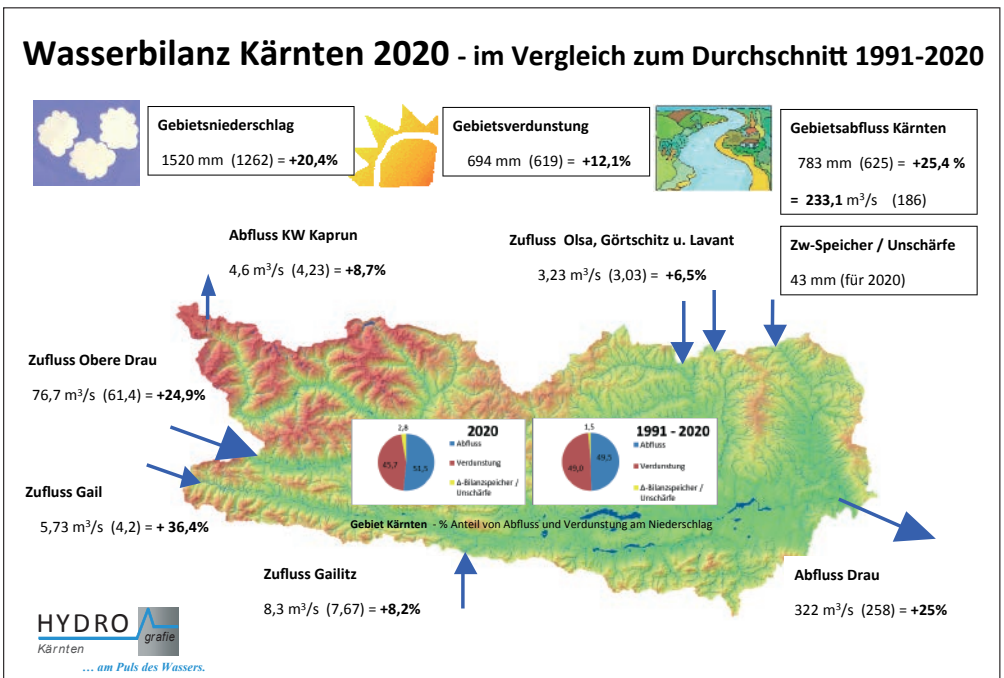 Wasserbilanz Kärnten 2020 - im Vergleich zum Durchschnitt 1991-2020
Gebietsniederschlag
1520 mm (1262) = +20,4%
Gebietsverdunstung
694 mm (619) = +12,1%
Gebietsabfluss Kärnten
783 mm (625) = +25,4 %
= 233,1 m³/s (186)
Zw-Speicher / Unschärfe
43 mm (für 2020)
Abfluss KW Kaprun
4,6 m³/s (4,23) = +8,7%
Zufluss Olsa, Görtschitz u. Lavant
3,23 m³/s (3,03) = +6,5%
Zufluss Obere Drau
76,7 m³/s (61,4) = +24,9%
Zufluss Gail
5,73 m³/s (4,2) = + 36,4%
2020
2,8
45,7
51,5
Abfluss
Verdunstung
Δ-Bilanzspeicher /
Unschärfe
1991 - 2020
1,5
49,0
49,5
Abfluss
Verdunstung
Δ-Bilanzspeicher /
Unschärfe
Gebiet Kärnten - % Anteil von Abfluss und Verdunstung am Niederschlag
Zufluss Gailitz
8,3 m³/s (7,67) = +8,2%
Abfluss Drau
322 m³/s (258) = +25%
HYDRO
grafie
Kärnten
... am Puls des Wassers.